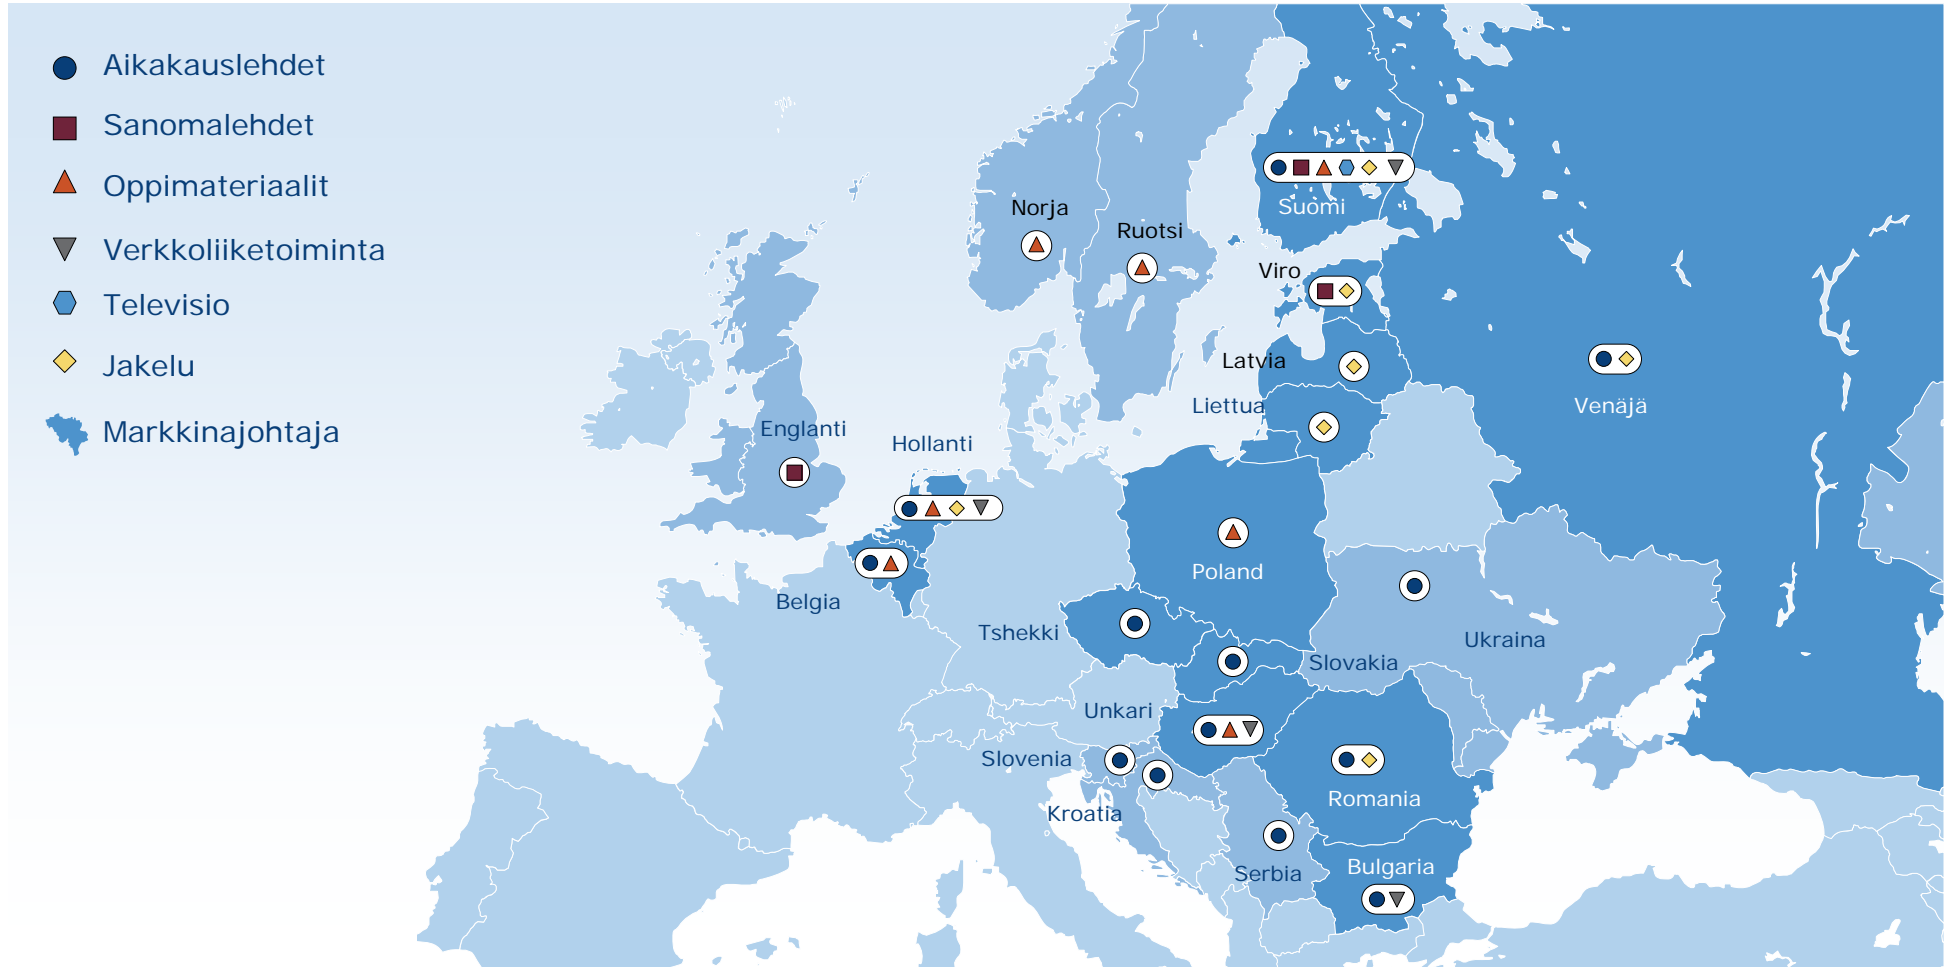 Aikakauslehdet
Sanomalehdet
Oppimateriaalit
Verkkoliiketoiminta
Televisio
Jakelu
Markkinajohtaja
Norja
Ruotsi
Suomi
Viro
Latvia
Liettua
Venäjä
Englanti
Hollanti
Belgia
Poland
Tshekki
Slovakia
Ukraina
Unkari
Slovenia
Kroatia
Romania
Serbia
Bulgaria